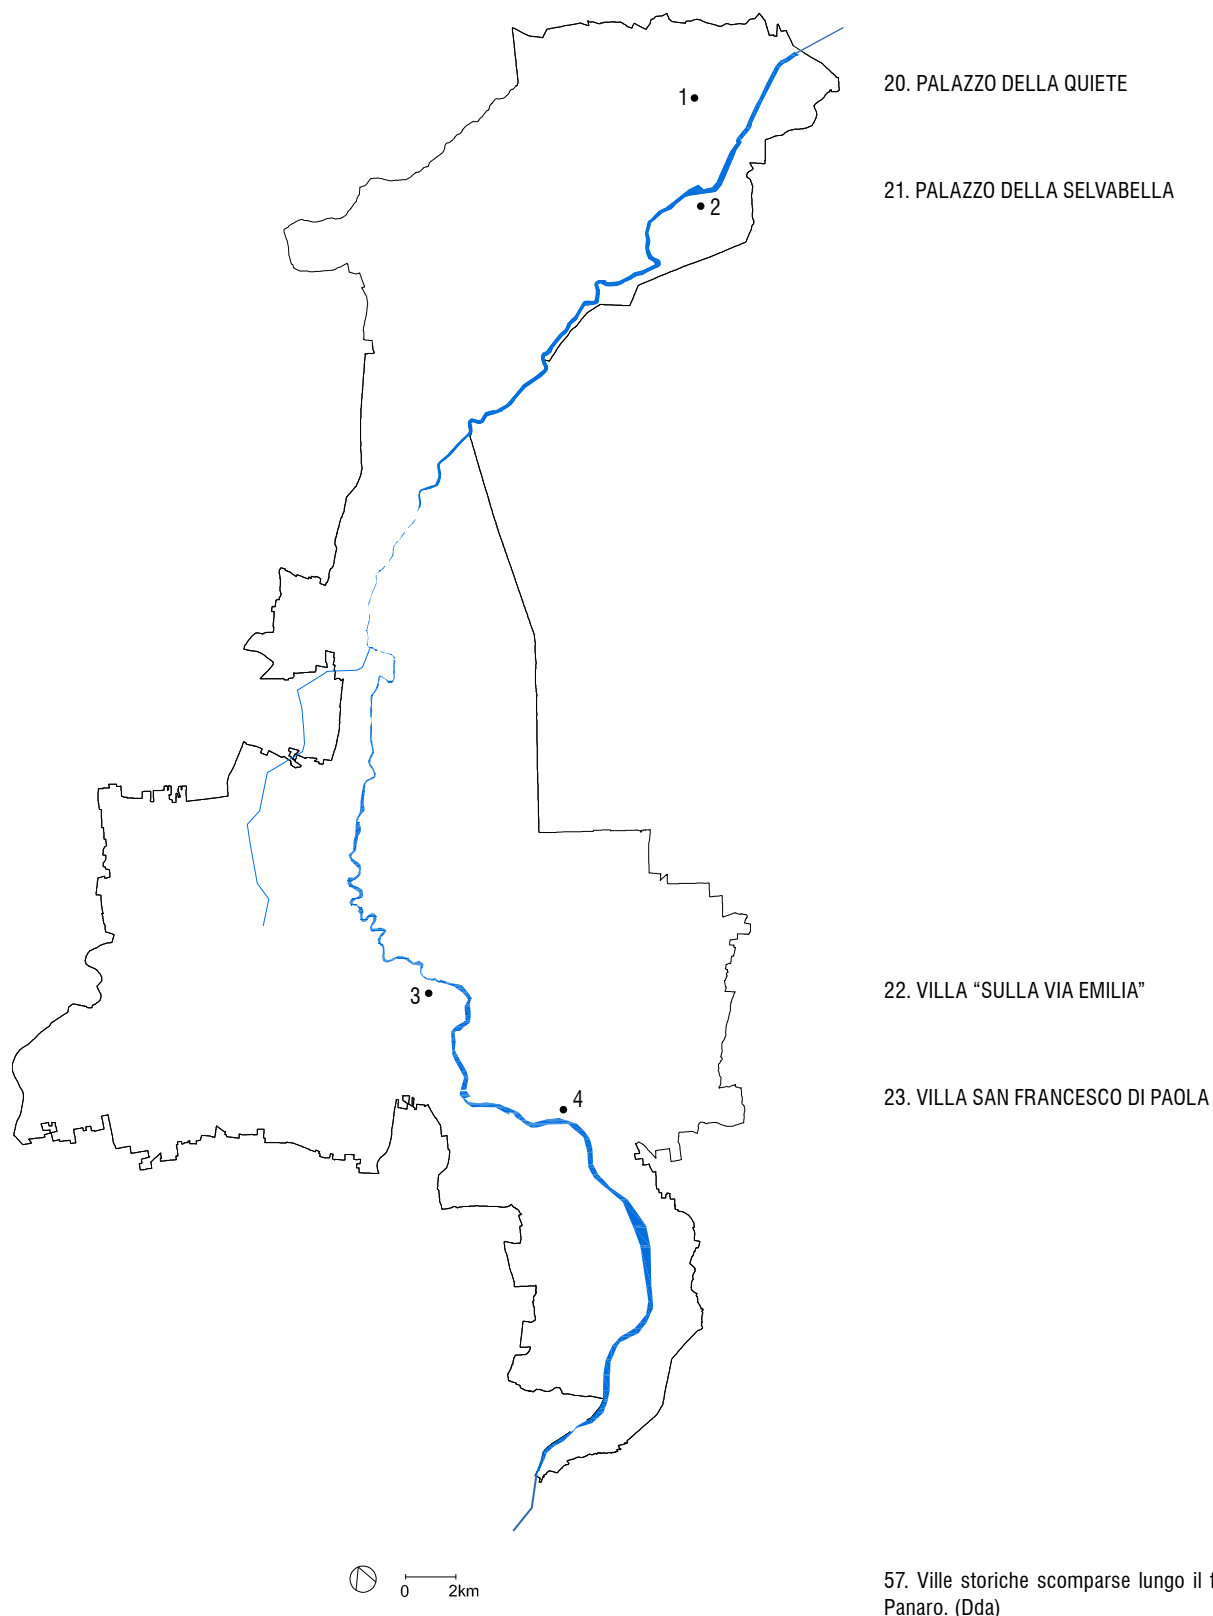 1
20. PALAZZO DELLA QUIETE
2
21. PALAZZO DELLA SELVABELLA
3
22. VILLA “SULLA VIA EMILIA”
4
23. VILLA SAN FRANCESCO DI PAOLA
0 2km
57. Ville storiche scomparse lungo il
Panaro. (Dda)